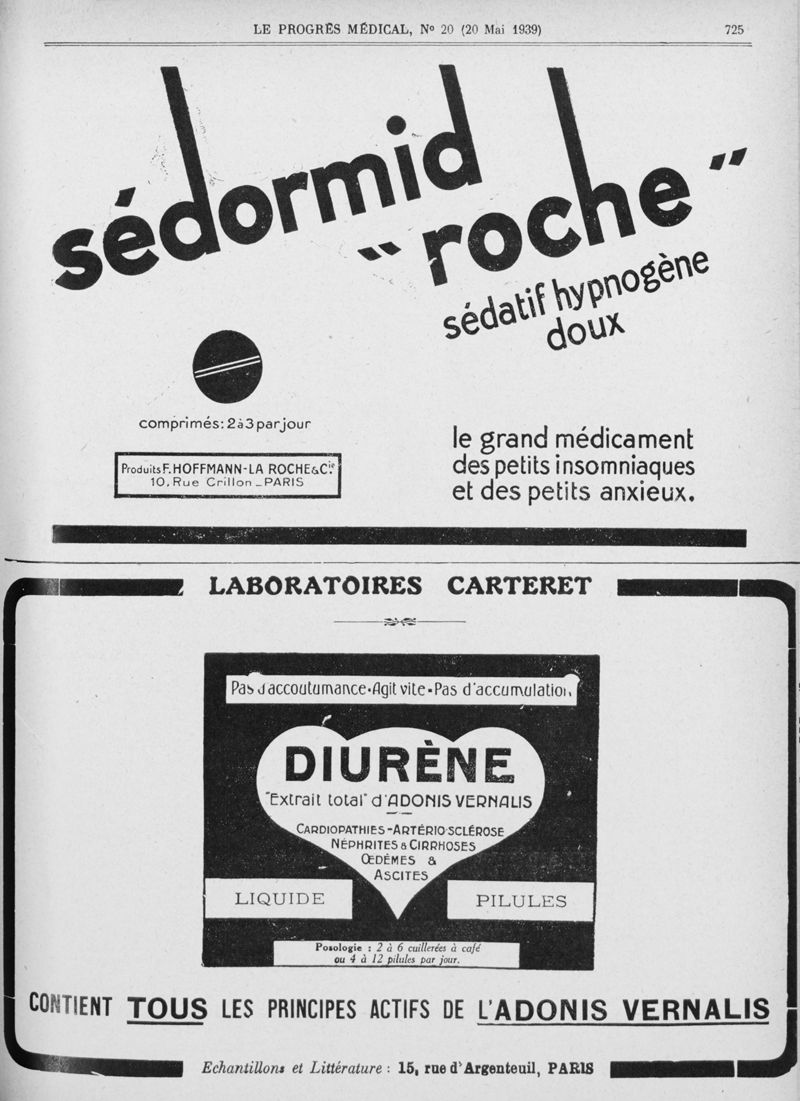 LE PROGRÈS MÉDICAL, Nº 20 (20 Mai 1939)
725
sédormid
"roche"
sédatif hypnogène
doux
comprimés: 2 à 3 par jour
Produits F. HOFFMANN-LA ROCHE & Cie.
10, Rue Crillon _ PARIS
le grand médicament
des petits insomniaques
et des petits anxieux.
LABORATOIRES CARTERET
Pas d'accoutumance • Agit vite • Pas d'accumulation
DIURÈNE
"Extrait total" d'ADONIS VERNALIS
CARDIOPATHIES - ARTÉRIO-SCLÉROSE
NÉPHRITES & CIRRHOSES
ŒDÉMES &
ASCITES
LIQUIDE
PILULES
Posologie : 2 à 6 cuillerées à café
ou 4 à 12 pilules par jour.
CONTIENT TOUS LES PRINCIPES ACTIFS DE L'ADONIS VERNALIS
Echantillons et Littérature : 15, rue d'Argenteuil, PARIS